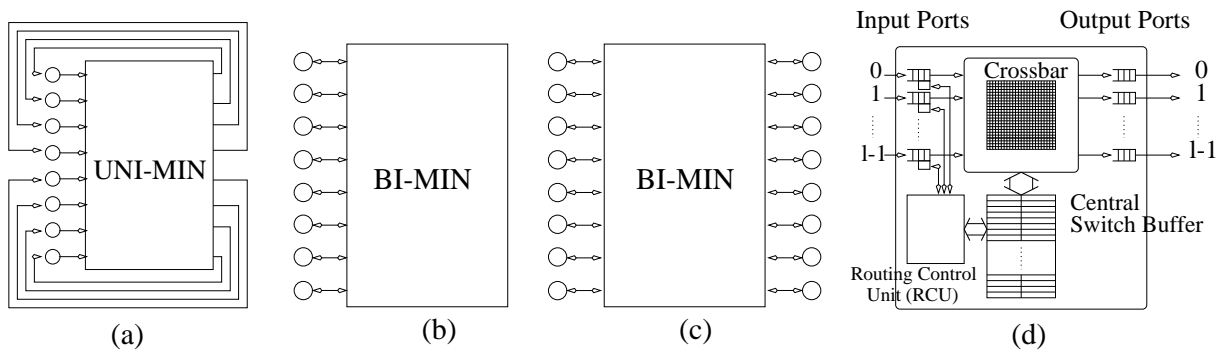 UNI-MIN
(a)
BI-MIN
(b)
BI-MIN
(c)
Input Ports
Output Ports
0
1
l-1
Crossbar
0
1
l-1
Central
Switch Buffer
Routing Control
Unit (RCU)
(d)